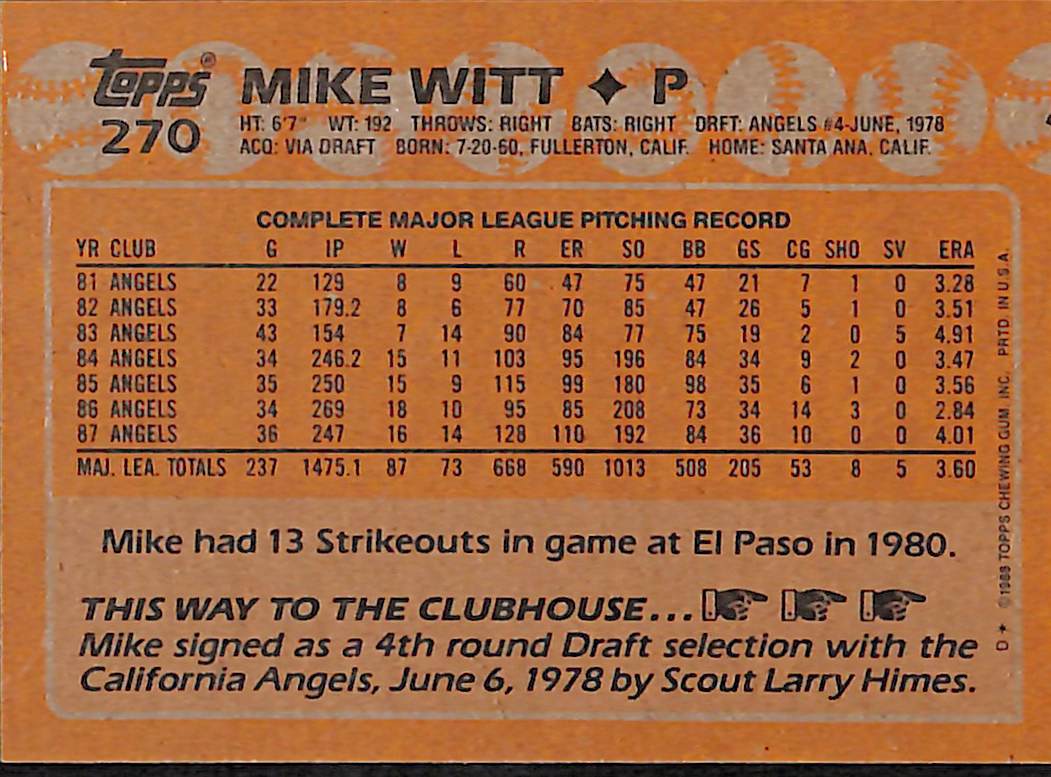 topps® MIKE WITT ✦ P
270 HT: 6'7" WT: 192 THROWS: RIGHT BATS: RIGHT DRFT: ANGELS #4-JUNE, 1978
ACQ: VIA DRAFT BORN: 7-20-60, FULLERTON, CALIF. HOME: SANTA ANA, CALIF.
COMPLETE MAJOR LEAGUE PITCHING RECORD
YR CLUB G IP W L R ER SO BB GS CG SHO SV ERA
81 ANGELS 22 129 8 9 60 47 75 47 21 7 1 0 3.28
82 ANGELS 33 179.2 8 6 77 70 85 47 26 5 1 0 3.51
83 ANGELS 43 154 7 14 90 84 77 75 19 2 0 5 4.91
84 ANGELS 34 246.2 15 11 103 95 196 84 34 9 2 0 3.47
85 ANGELS 35 250 15 9 115 99 180 98 35 6 1 0 3.56
86 ANGELS 34 269 18 10 95 85 208 73 34 14 3 0 2.84
87 ANGELS 36 247 16 14 128 110 192 84 36 10 0 0 4.01
MAJ. LEA. TOTALS 237 1475.1 87 73 668 590 1013 508 205 53 8 5 3.60
Mike had 13 Strikeouts in game at El Paso in 1980.
THIS WAY TO THE CLUBHOUSE...
Mike signed as a 4th round Draft selection with the
California Angels, June 6, 1978 by Scout Larry Himes.
D* ©1988 TOPPS CHEWING GUM, INC. PRTD. IN U.S.A.